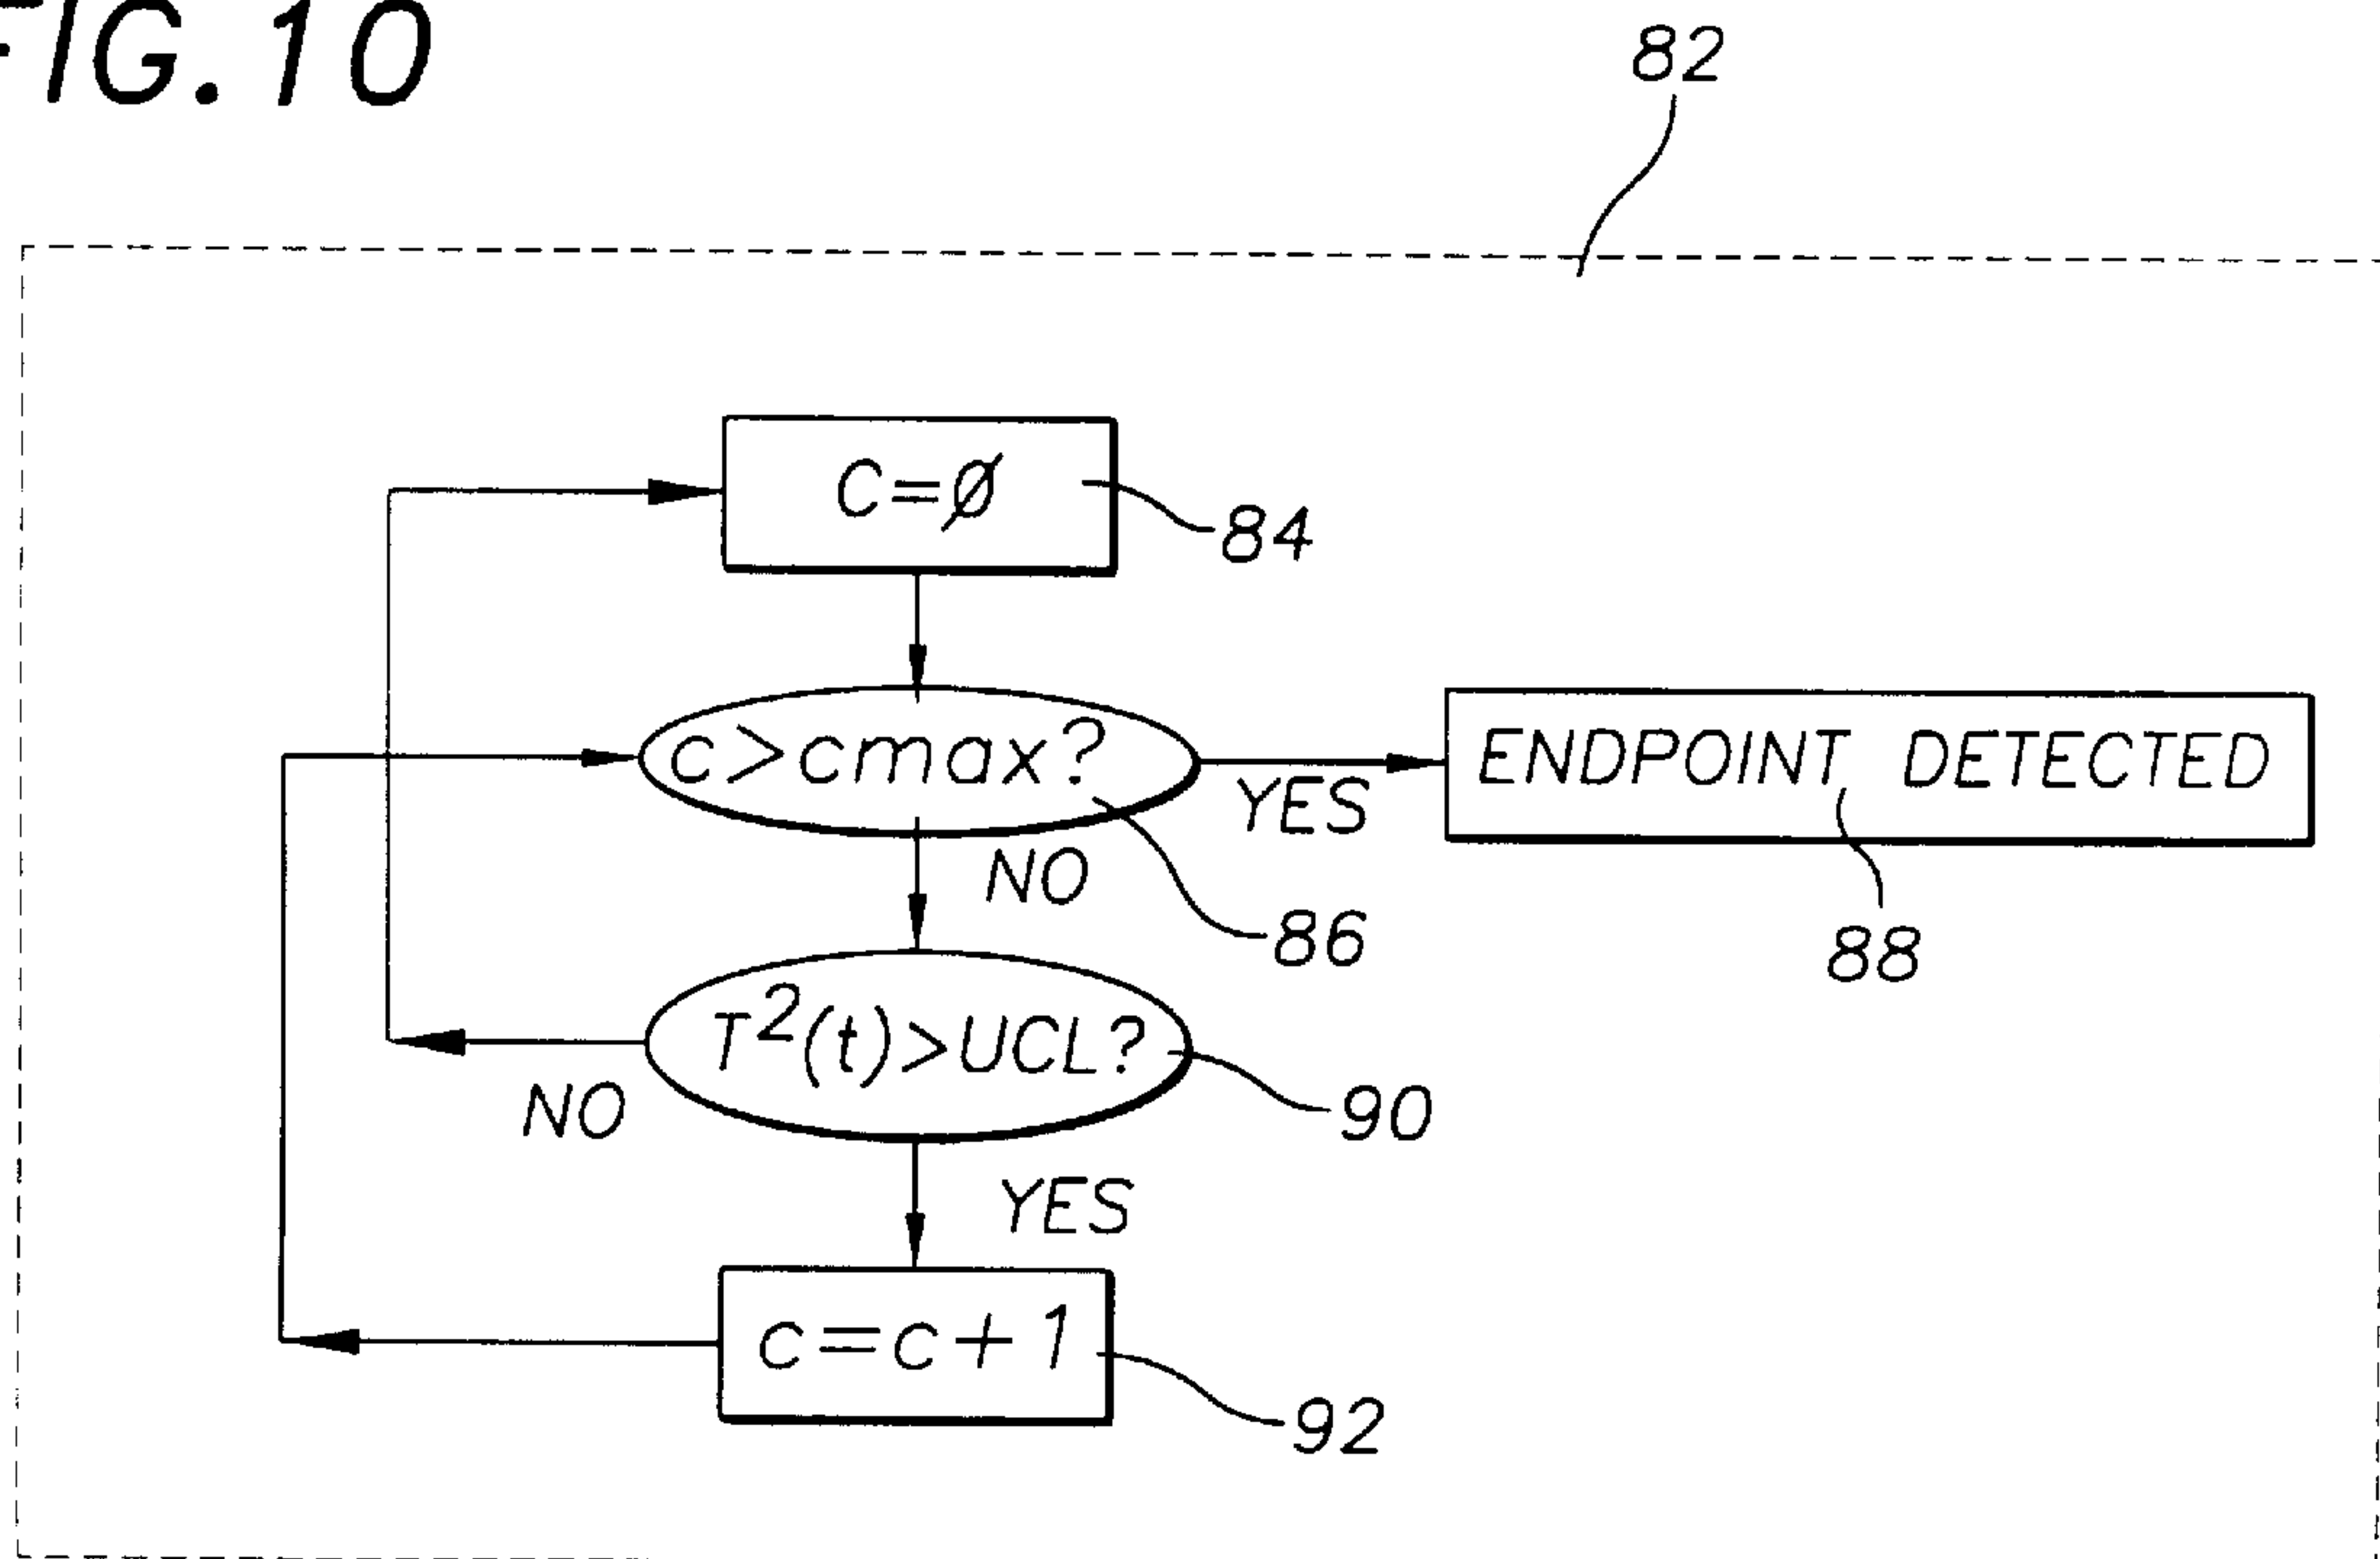 FIG.10
82
C=Ø
84
c>cmax?
YES
ENDPOINT DETECTED
NO
86
88
T²(t)>UCL?
NO
90
YES
c=c+1
92